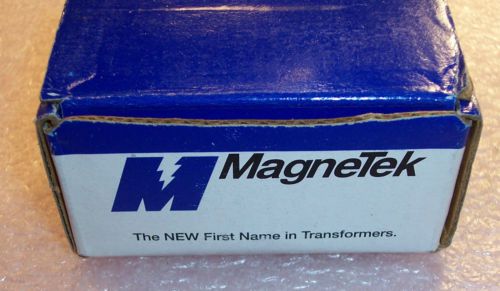 MagneTek
The NEW First Name in Transformers.